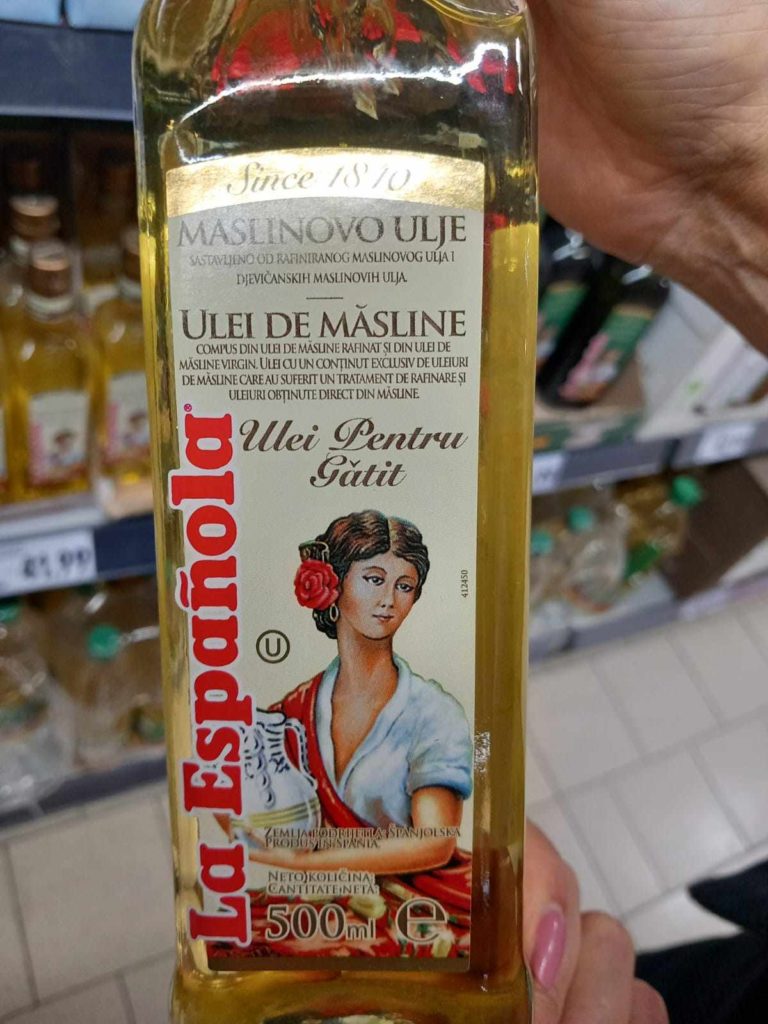 Since 1840
MASLINOVO ULJE
SASTAVLJENO OD RAFINIRANOG MASLINOVOG ULJA I
DJEVIČANSKIH MASLINOVIH ULJA.
ULEI DE MĂSLINE
COMPUS DIN ULEI DE MĂSLINE RAFINAT ȘI DIN ULEI DE
MĂSLINE VIRGIN. ULEI CU UN CONȚINUT EXCLUSIV DE ULEIURI
DE MĂSLINE CARE AU SUFERIT UN TRATAMENT DE RAFINARE ȘI
ULEIURI OBȚINUTE DIRECT DIN MĂSLINE.
La Española®
Ulei Pentru
Gătit
412450
U
ZEMLJA PODRIJETLA: ŠPANJOLSKA
PRODUS IN SPANIA
NETO KOLIČINA:
CANTITATE NETĂ:
500ml e
41.99